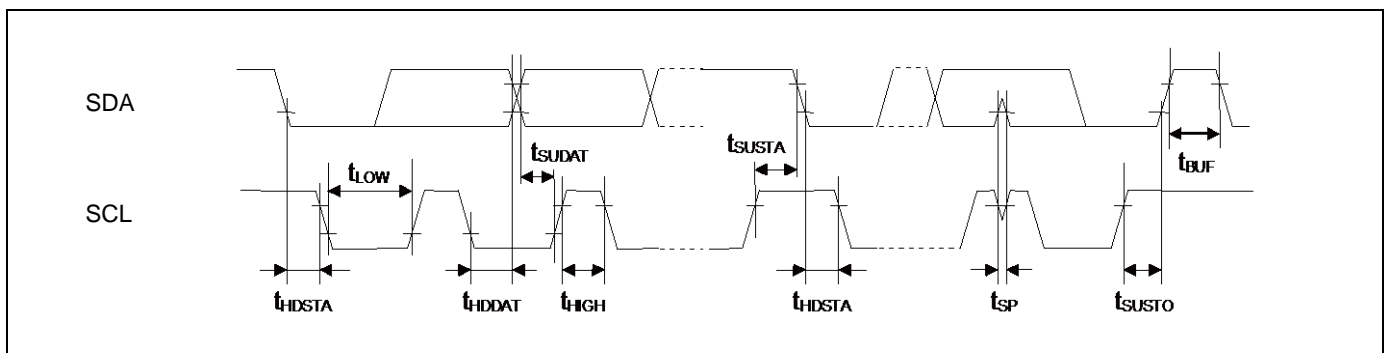 SDA
tSUDAT
tSUSTA
tBUF
tLOW
SCL
tHDSTA
tHDDAT
tHIGH
tHDSTA
tSP
tSUSTO